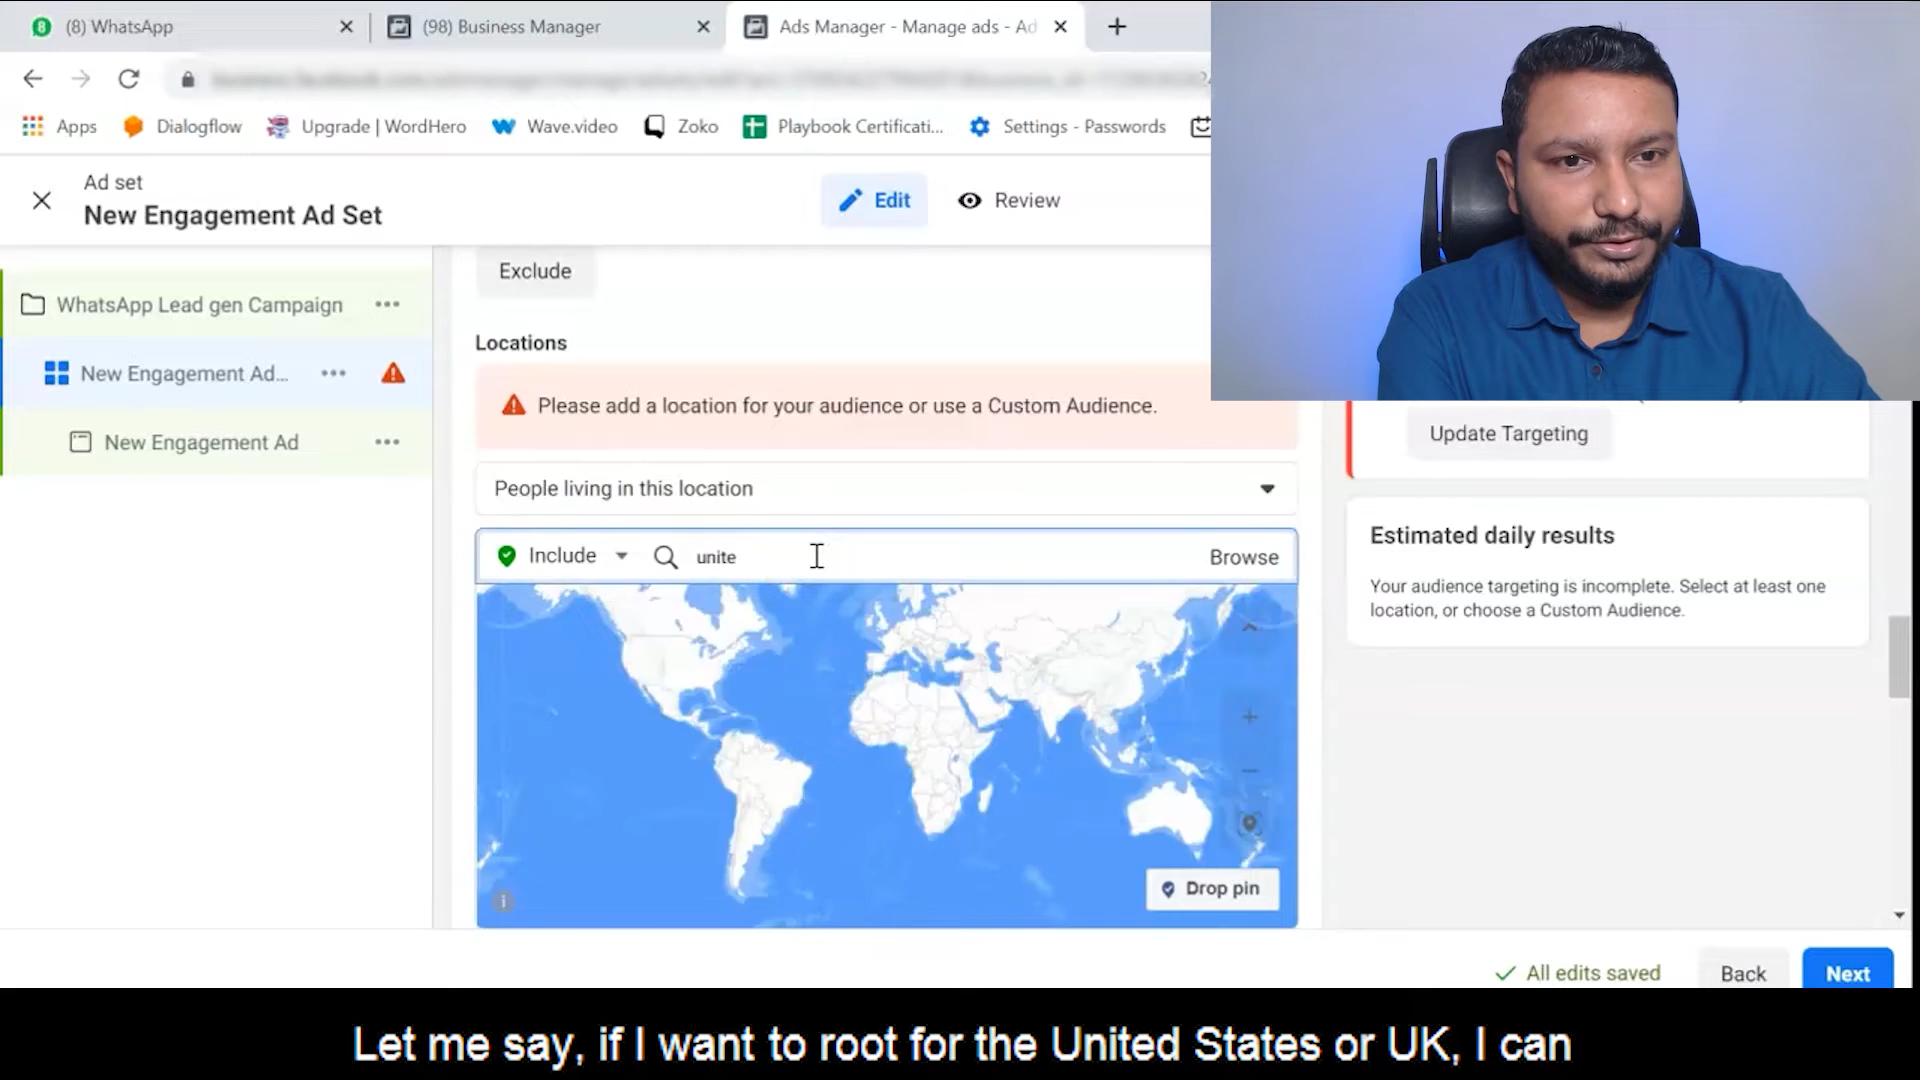 (8) WhatsApp
(98) Business Manager
Ads Manager - Manage ads - Ad
Apps
Dialogflow
Upgrade | WordHero
Wave.video
Zoko
Playbook Certificati...
Settings - Passwords
Ad set
New Engagement Ad Set
Edit
Review
WhatsApp Lead gen Campaign
New Engagement Ad...
New Engagement Ad
Exclude
Locations
Please add a location for your audience or use a Custom Audience.
People living in this location
Include
unite
Browse
Drop pin
Update Targeting
Estimated daily results
Your audience targeting is incomplete. Select at least one
location, or choose a Custom Audience.
All edits saved
Back
Next
Let me say, if I want to root for the United States or UK, I can